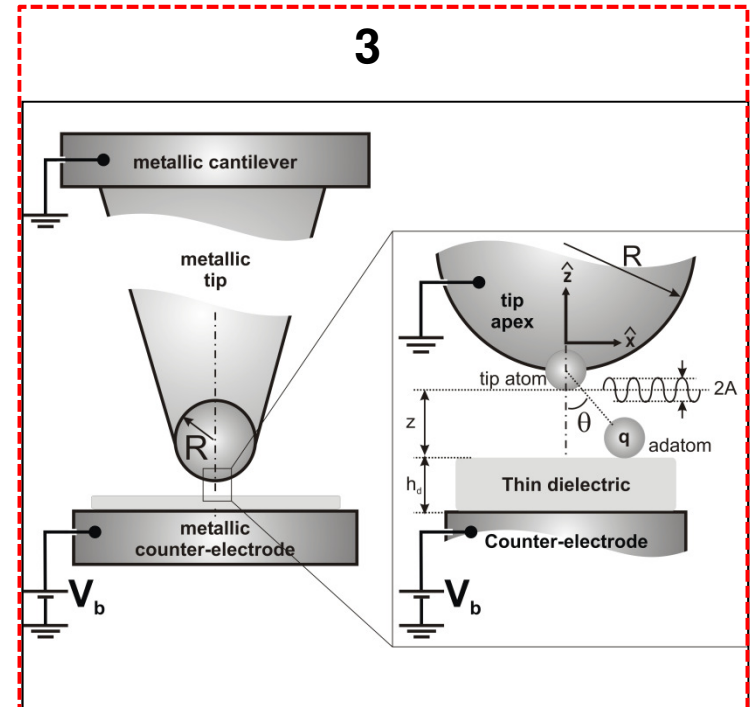 3
metallic cantilever
metallic
tip
R
metallic
counter-electrode
V_b
R
ẑ
tip
apex
x̂
tip atom
2A
z
θ
q
adatom
h_d
Thin dielectric
Counter-electrode
V_b